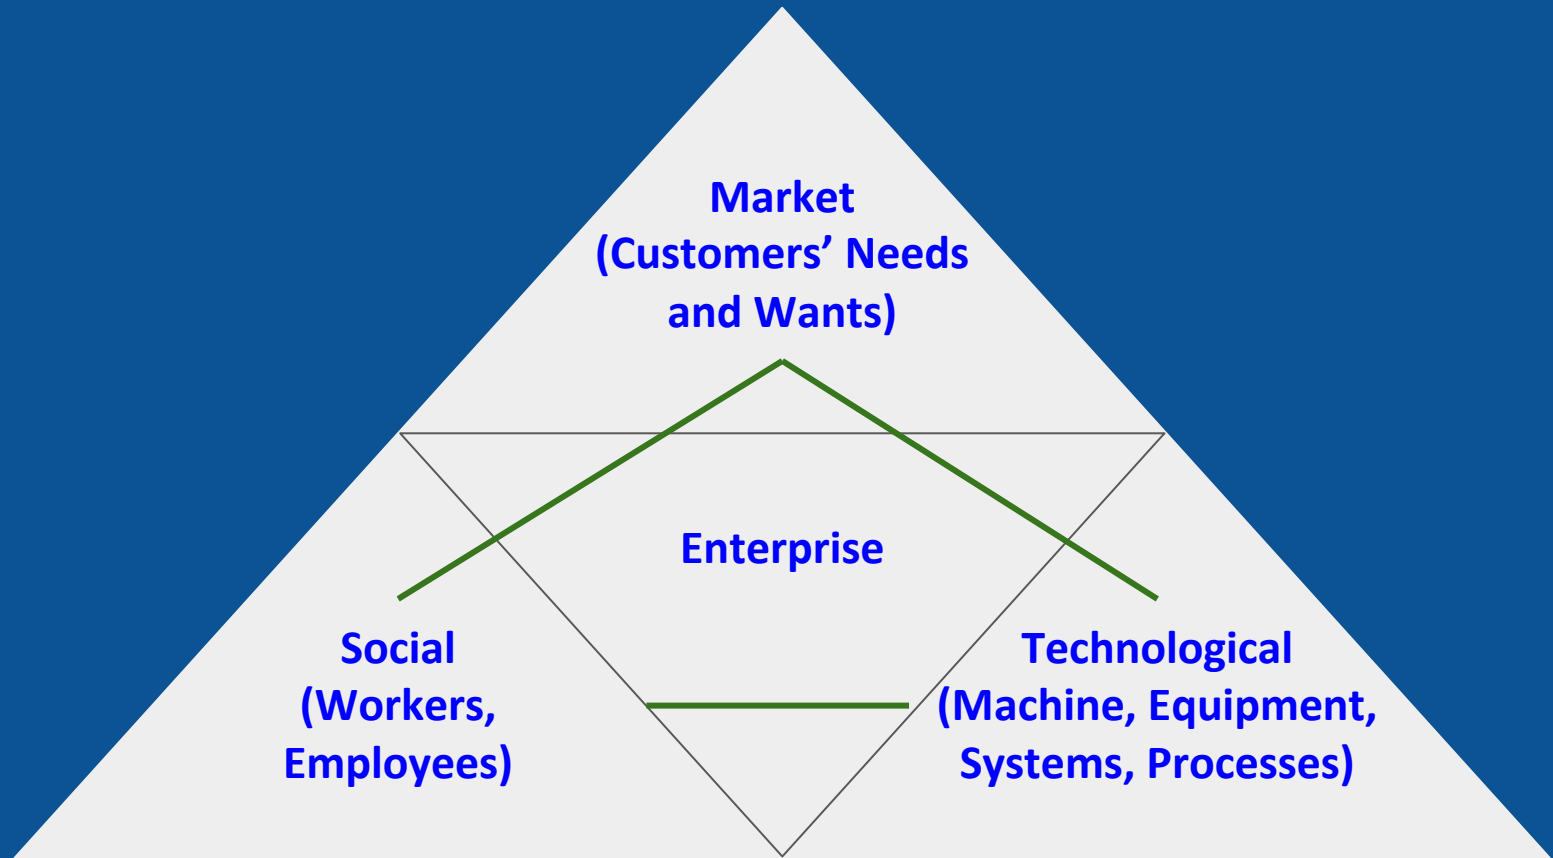 Market
(Customers’ Needs
and Wants)
Enterprise
Social
(Workers,
Employees)
Technological
(Machine, Equipment,
Systems, Processes)